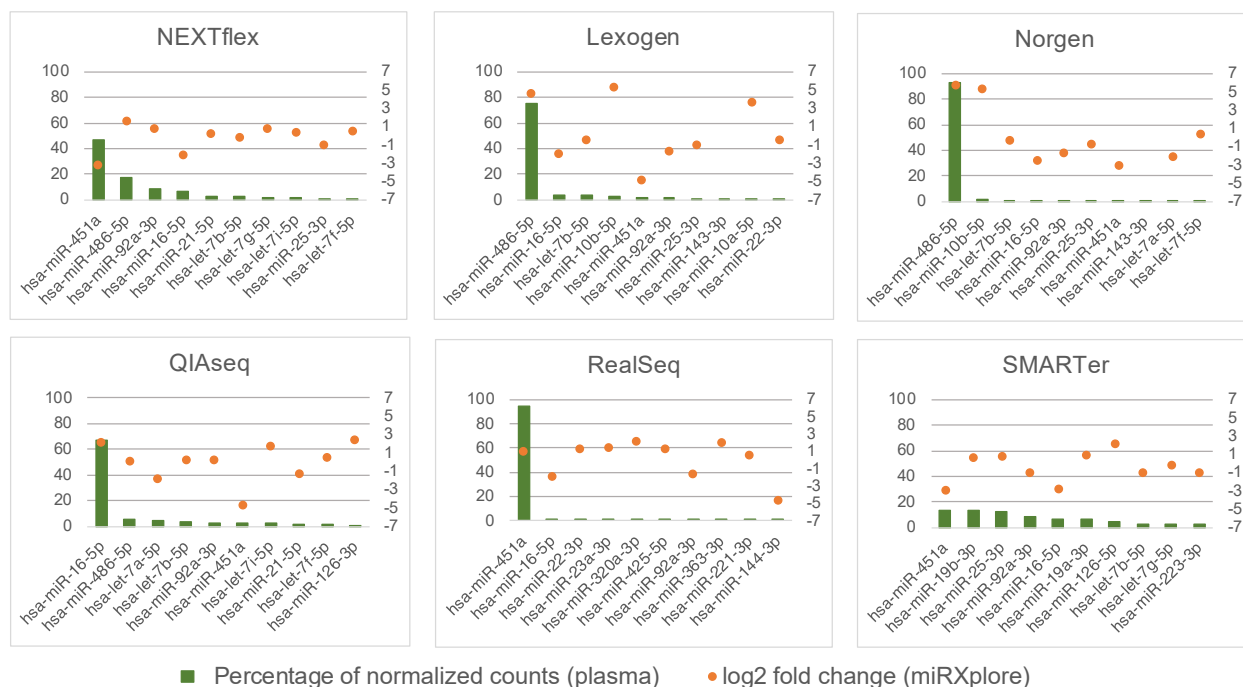 NEXTflex
100
80
60
40
20
0
7
5
3
1
-1
-3
-5
-7
hsa-miR-451a
hsa-miR-486-5p
hsa-miR-92a-3p
hsa-miR-16-5p
hsa-miR-21-5p
hsa-let-7b-5p
hsa-let-7g-5p
hsa-let-7i-5p
hsa-miR-25-3p
hsa-let-7f-5p
Lexogen
100
80
60
40
20
0
7
5
3
1
-1
-3
-5
-7
hsa-miR-486-5p
hsa-miR-16-5p
hsa-let-7b-5p
hsa-miR-10b-5p
hsa-miR-451a
hsa-miR-92a-3p
hsa-miR-25-3p
hsa-miR-143-3p
hsa-miR-10a-5p
hsa-miR-22-3p
Norgen
100
80
60
40
20
0
7
5
3
1
-1
-3
-5
-7
hsa-miR-486-5p
hsa-miR-10b-5p
hsa-let-7b-5p
hsa-miR-16-5p
hsa-miR-92a-3p
hsa-miR-25-3p
hsa-miR-451a
hsa-miR-143-3p
hsa-let-7a-5p
hsa-let-7f-5p
QIAseq
100
80
60
40
20
0
7
5
3
1
-1
-3
-5
-7
hsa-miR-16-5p
hsa-miR-486-5p
hsa-let-7a-5p
hsa-let-7b-5p
hsa-miR-92a-3p
hsa-miR-451a
hsa-let-7i-5p
hsa-miR-21-5p
hsa-let-7f-5p
hsa-miR-126-3p
RealSeq
100
80
60
40
20
0
7
5
3
1
-1
-3
-5
-7
hsa-miR-451a
hsa-miR-16-5p
hsa-miR-22-3p
hsa-miR-23a-3p
hsa-miR-320a-3p
hsa-miR-425-5p
hsa-miR-92a-3p
hsa-miR-363-3p
hsa-miR-221-3p
hsa-miR-144-3p
SMARTer
100
80
60
40
20
0
7
5
3
1
-1
-3
-5
-7
hsa-miR-451a
hsa-miR-19b-3p
hsa-miR-25-3p
hsa-miR-92a-3p
hsa-miR-16-5p
hsa-miR-19a-3p
hsa-miR-126-5p
hsa-let-7b-5p
hsa-let-7g-5p
hsa-miR-223-3p
Percentage of normalized counts (plasma)
log2 fold change (miRXplore)